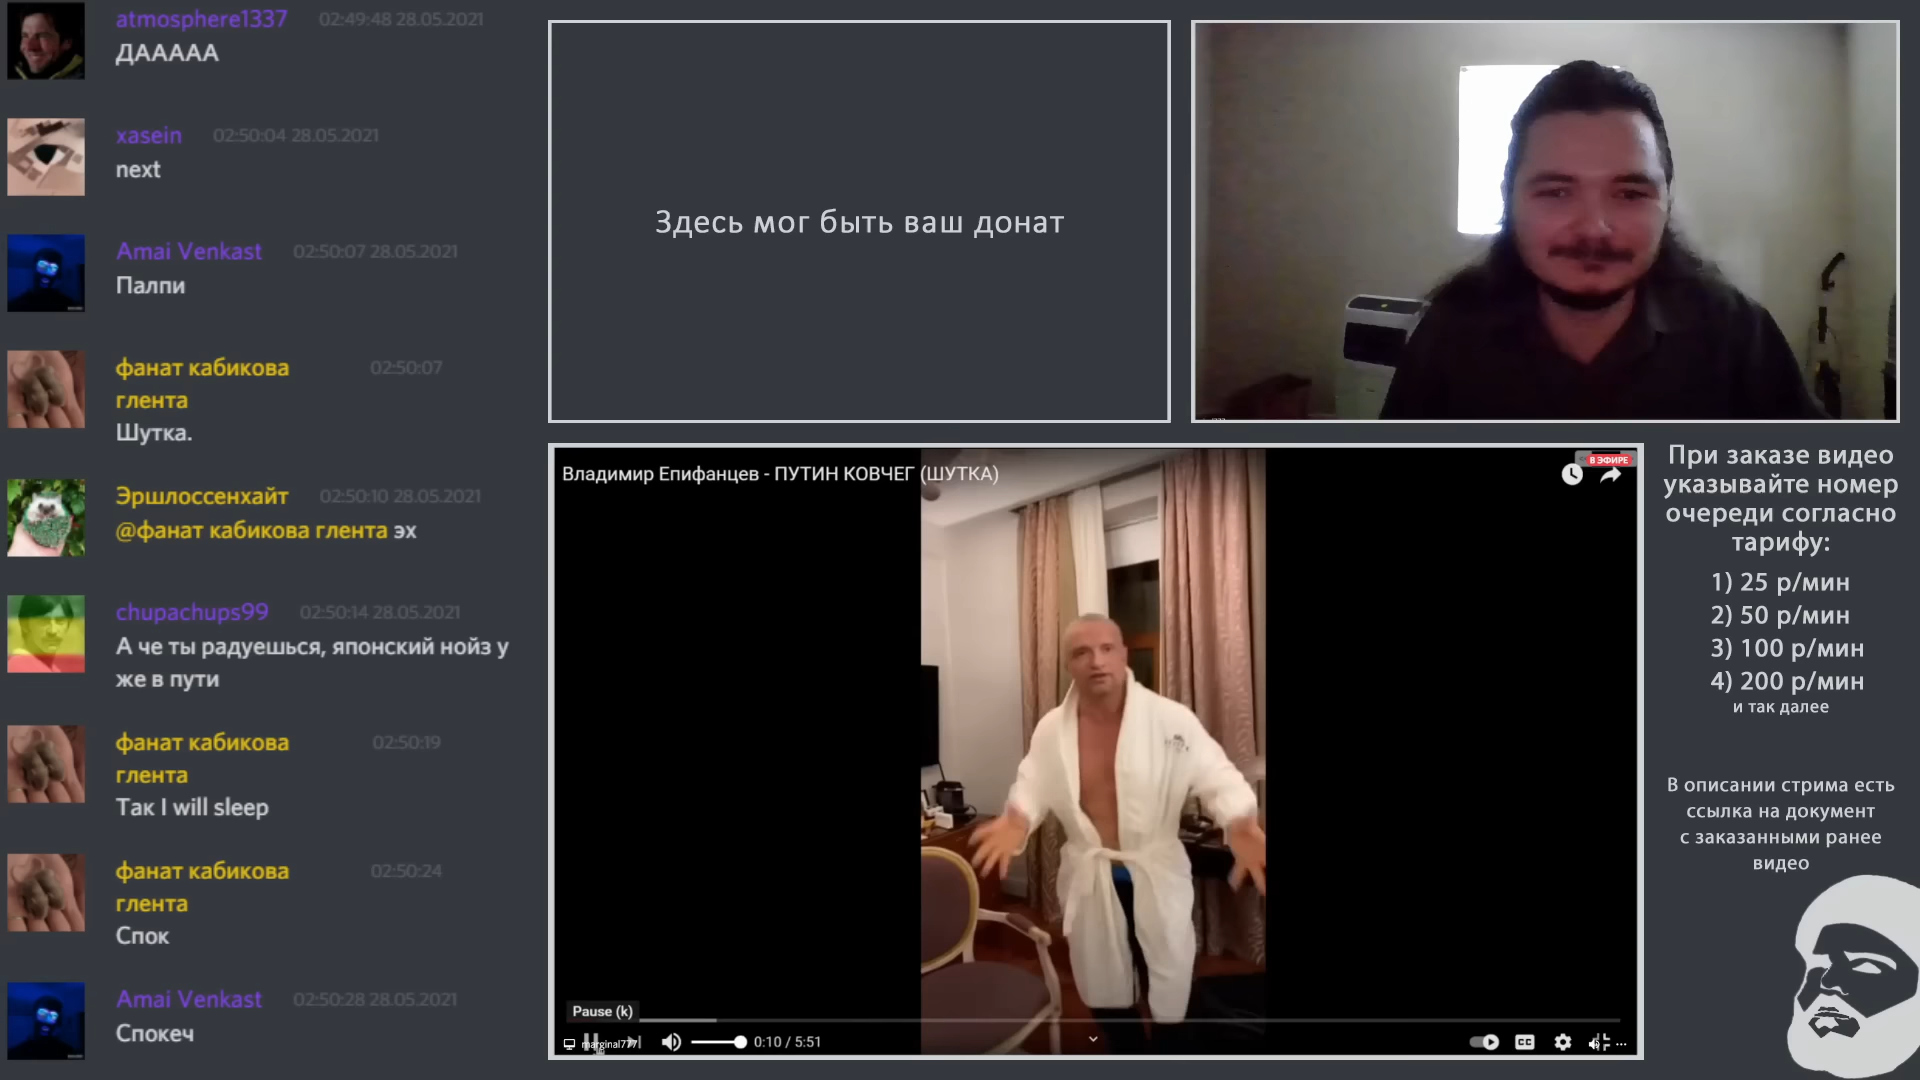 atmosphere1337 02:49:48 28.05.2021
ДААААА
xasein 02:50:04 28.05.2021
next
Amai Venkast 02:50:07 28.05.2021
Палпи
фанат кабикова 02:50:07
глента
Шутка.
Эршлоссенхайт 02:50:10 28.05.2021
@фанат кабикова глента эх
chupachups99 02:50:14 28.05.2021
А че ты радуешься, японский нойз у
же в пути
фанат кабикова 02:50:19
глента
Так I will sleep
фанат кабикова 02:50:24
глента
Спок
Amai Venkast 02:50:28 28.05.2021
Спокеч
Здесь мог быть ваш донат
Владимир Епифанцев - ПУТИН КОВЧЕГ (ШУТКА)
В ЭФИРЕ
Pause (k)
marginal777
0:10 / 5:51
CC
При заказе видео
указывайте номер
очереди согласно
тарифу:
1) 25 р/мин
2) 50 р/мин
3) 100 р/мин
4) 200 р/мин
и так далее
В описании стрима есть
ссылка на документ
с заказанными ранее
видео